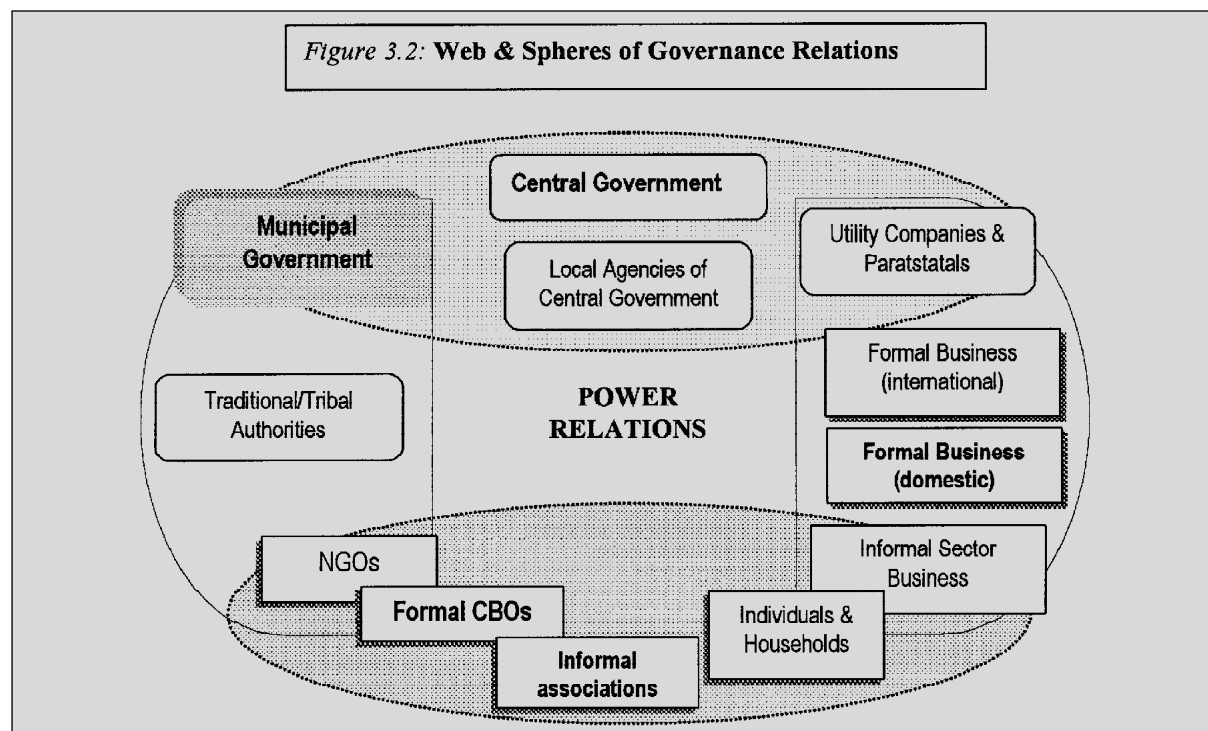 Figure 3.2: Web & Spheres of Governance Relations
Central Government
Municipal
Government
Utility Companies &
Paratstatals
Local Agencies of
Central Government
Formal Business
(international)
Traditional/Tribal
Authorities
POWER
RELATIONS
Formal Business
(domestic)
NGOs
Informal Sector
Business
Formal CBOs
Individuals &
Households
Informal
associations